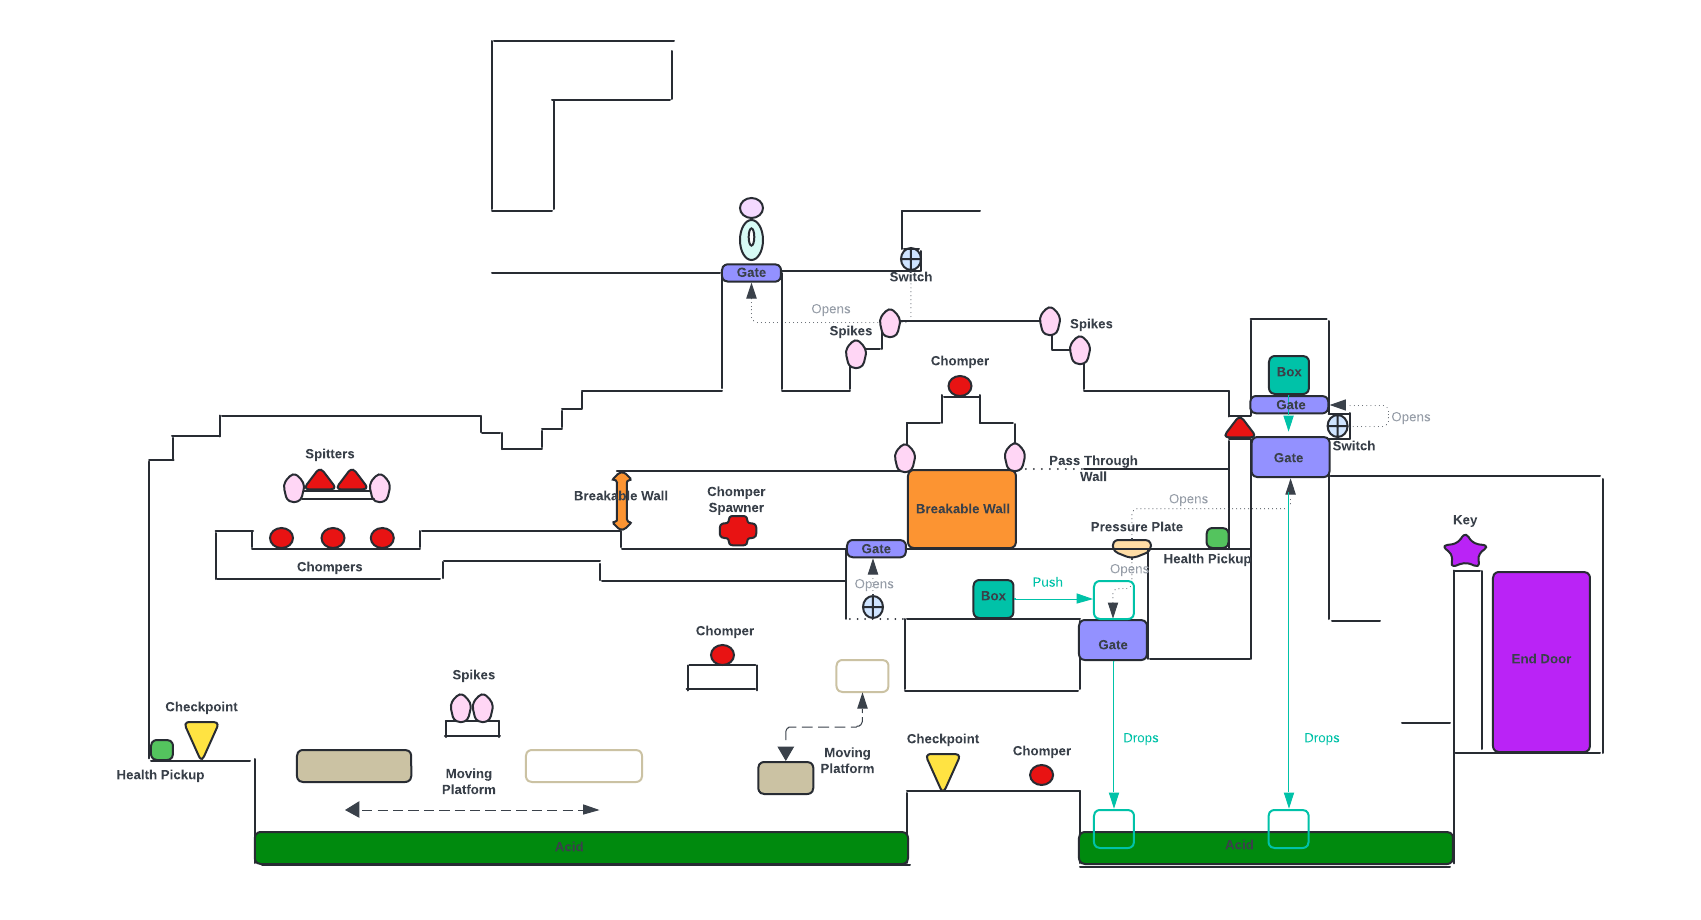 Gate
Switch
Opens
Spikes
Spikes
Chomper
Box
Gate
Opens
Switch
Spitters
Pass Through
Wall
Gate
Breakable Wall
Chomper
Spawner
Breakable Wall
Opens
Pressure Plate
Key
Gate
Health Pickup
Chompers
Opens
Opens
Push
Box
Chomper
Gate
End Door
Spikes
Checkpoint
Checkpoint
Chomper
Drops
Drops
Moving
Platform
Health Pickup
Moving
Platform
Acid
Acid